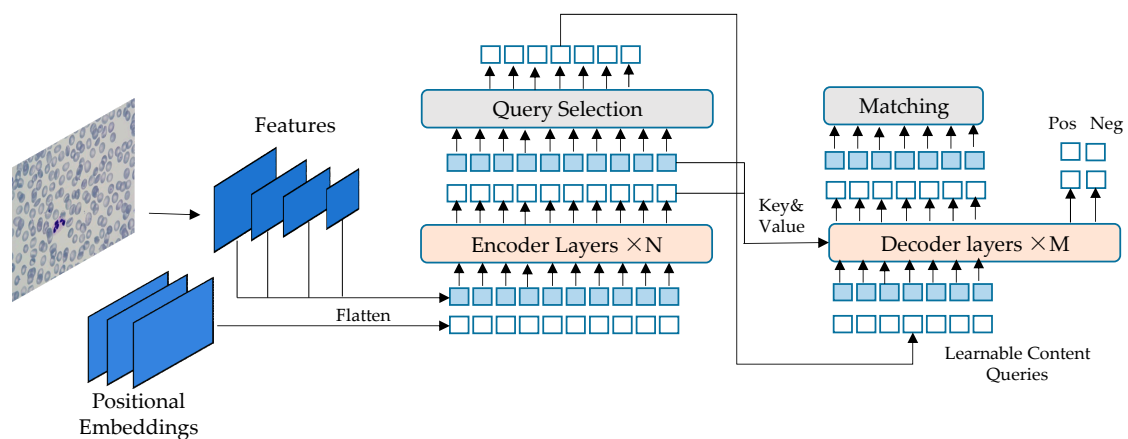 Features
Query Selection
Matching
Pos Neg
Key&
Value
Encoder Layers ×N
Decoder layers ×M
Flatten
Learnable Content
Queries
Positional
Embeddings